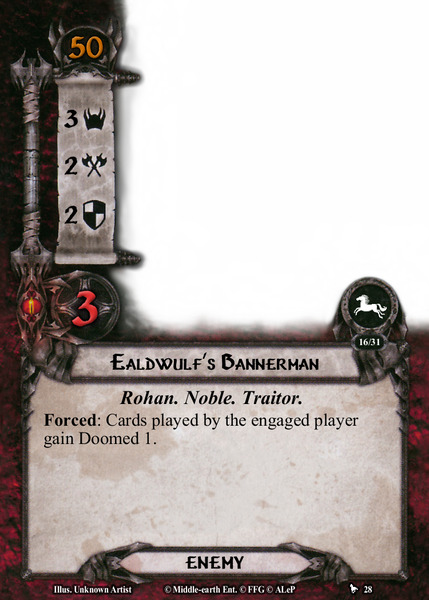 50
3
2
2
3
16/31
Ealdwulf's Bannerman
Rohan. Noble. Traitor.
Forced: Cards played by the engaged player
gain Doomed 1.
ENEMY
Illus. Unknown Artist © Middle-earth Ent. © FFG © ALeP 28